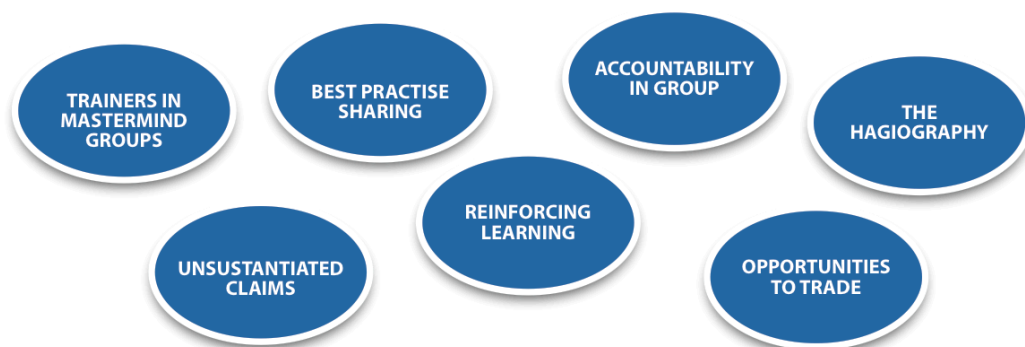 TRAINERS IN
MASTERMIND
GROUPS
BEST PRACTISE
SHARING
ACCOUNTABILITY
IN GROUP
THE
HAGIOGRAPHY
UNSUSTANTIATED
CLAIMS
REINFORCING
LEARNING
OPPORTUNITIES
TO TRADE